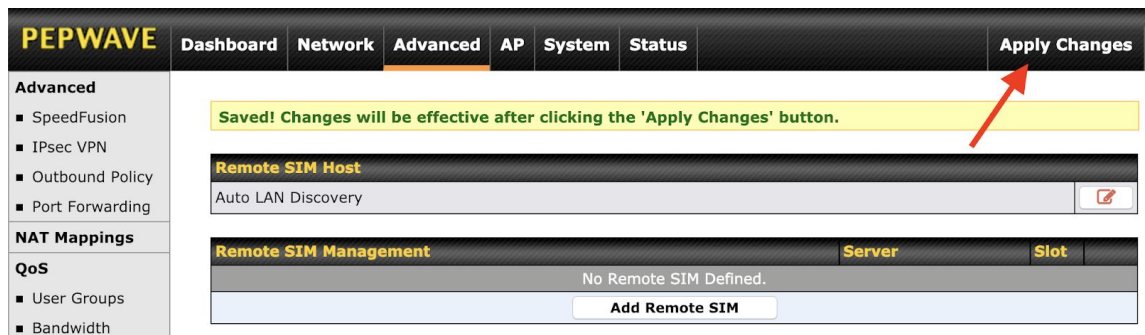 PEPWAVE
Dashboard Network Advanced AP System Status Apply Changes
Advanced
SpeedFusion
IPsec VPN
Outbound Policy
Port Forwarding
NAT Mappings
QoS
User Groups
Bandwidth
Saved! Changes will be effective after clicking the 'Apply Changes' button.
Remote SIM Host
Auto LAN Discovery
Remote SIM Management Server Slot
No Remote SIM Defined.
Add Remote SIM